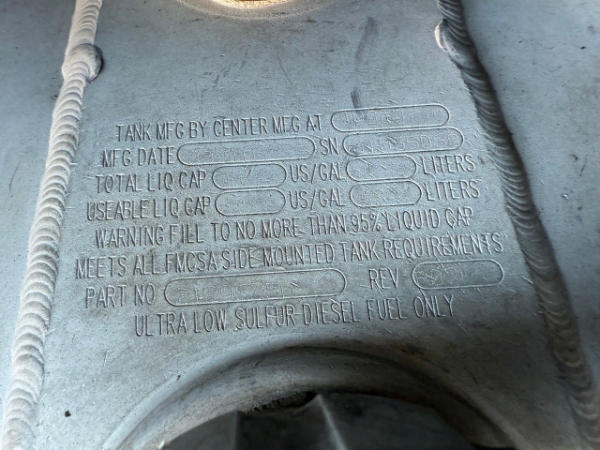 TANK MFG BY CENTER MFG AT
MFG DATE SN
TOTAL LIQ CAP US/GAL LITERS
USEABLE LIQ CAP US/GAL LITERS
WARNING FILL TO NO MORE THAN 95% LIQUID CAP
MEETS ALL FMCSA SIDE MOUNTED TANK REQUIREMENTS
PART NO REV
ULTRA LOW SULFUR DIESEL FUEL ONLY